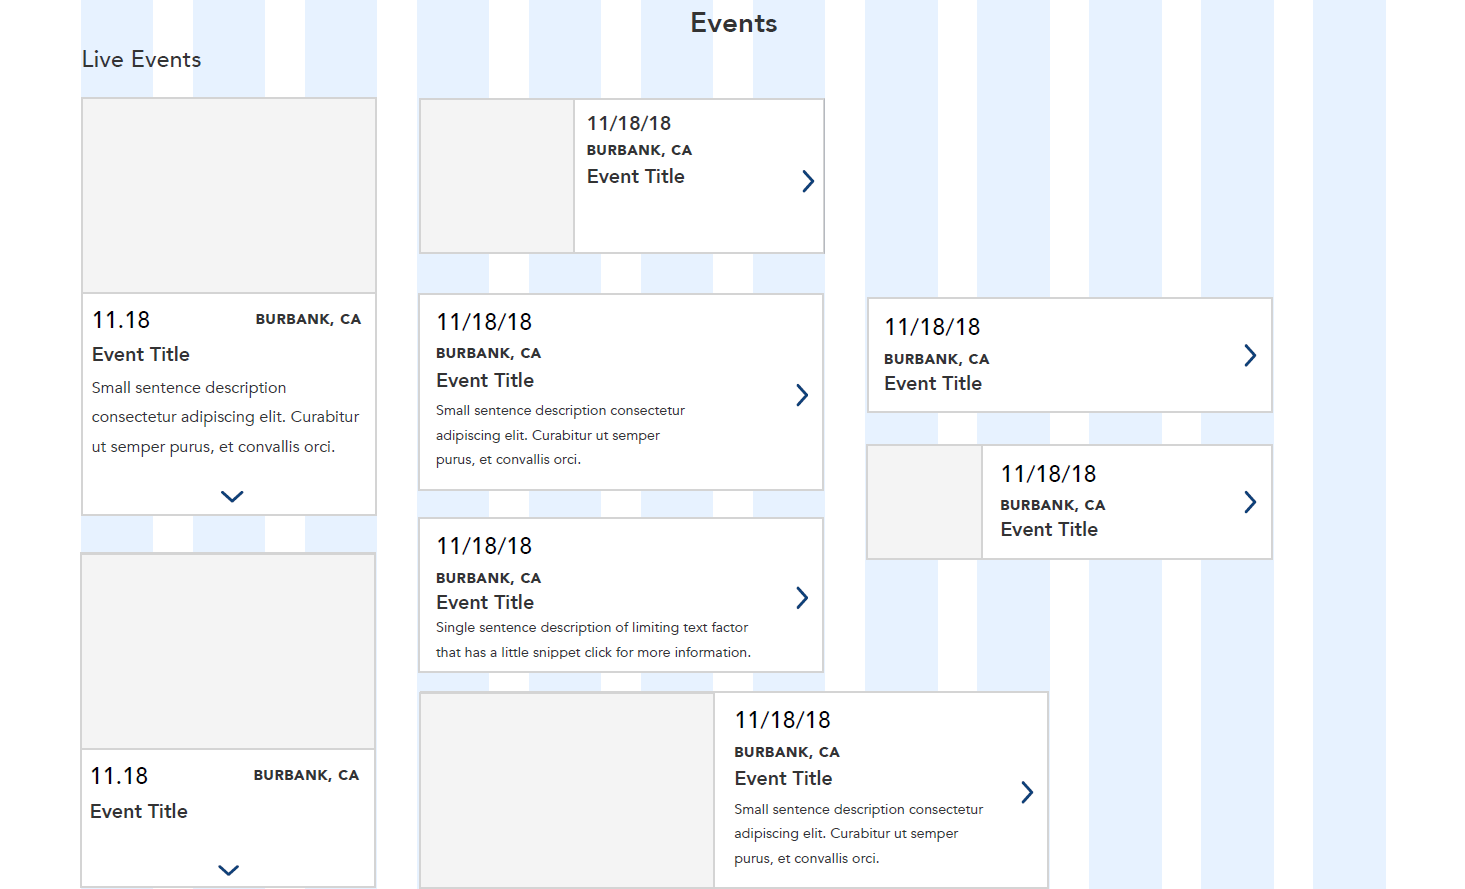 Events
Live Events
11.18 BURBANK, CA
Event Title
Small sentence description
consectetur adipiscing elit. Curabitur
ut semper purus, et convallis orci.
11.18 BURBANK, CA
Event Title
11/18/18
BURBANK, CA
Event Title
11/18/18
BURBANK, CA
Event Title
Small sentence description consectetur
adipiscing elit. Curabitur ut semper
purus, et convallis orci.
11/18/18
BURBANK, CA
Event Title
Single sentence description of limiting text factor
that has a little snippet click for more information.
11/18/18
BURBANK, CA
Event Title
Small sentence description consectetur
adipiscing elit. Curabitur ut semper
purus, et convallis orci.
11/18/18
BURBANK, CA
Event Title
11/18/18
BURBANK, CA
Event Title